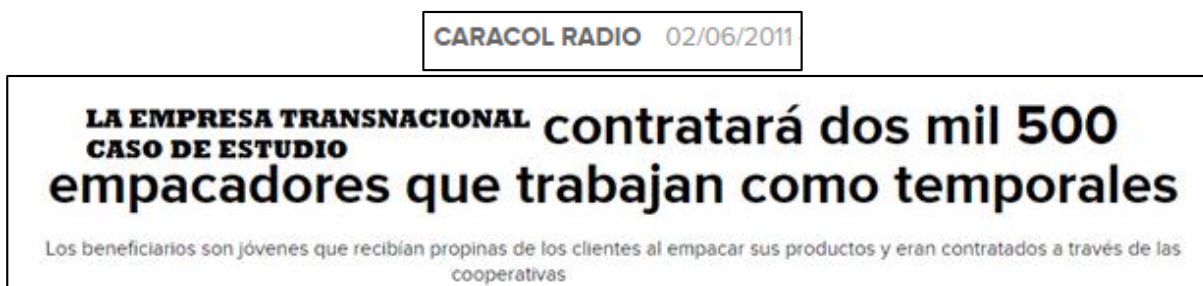 CARACOL RADIO 02/06/2011
LA EMPRESA TRANSNACIONAL
CASO DE ESTUDIO
contratará dos mil 500
empacadores que trabajan como temporales
Los beneficiarios son jóvenes que recibían propinas de los clientes al empacar sus productos y eran contratados a través de las
cooperativas